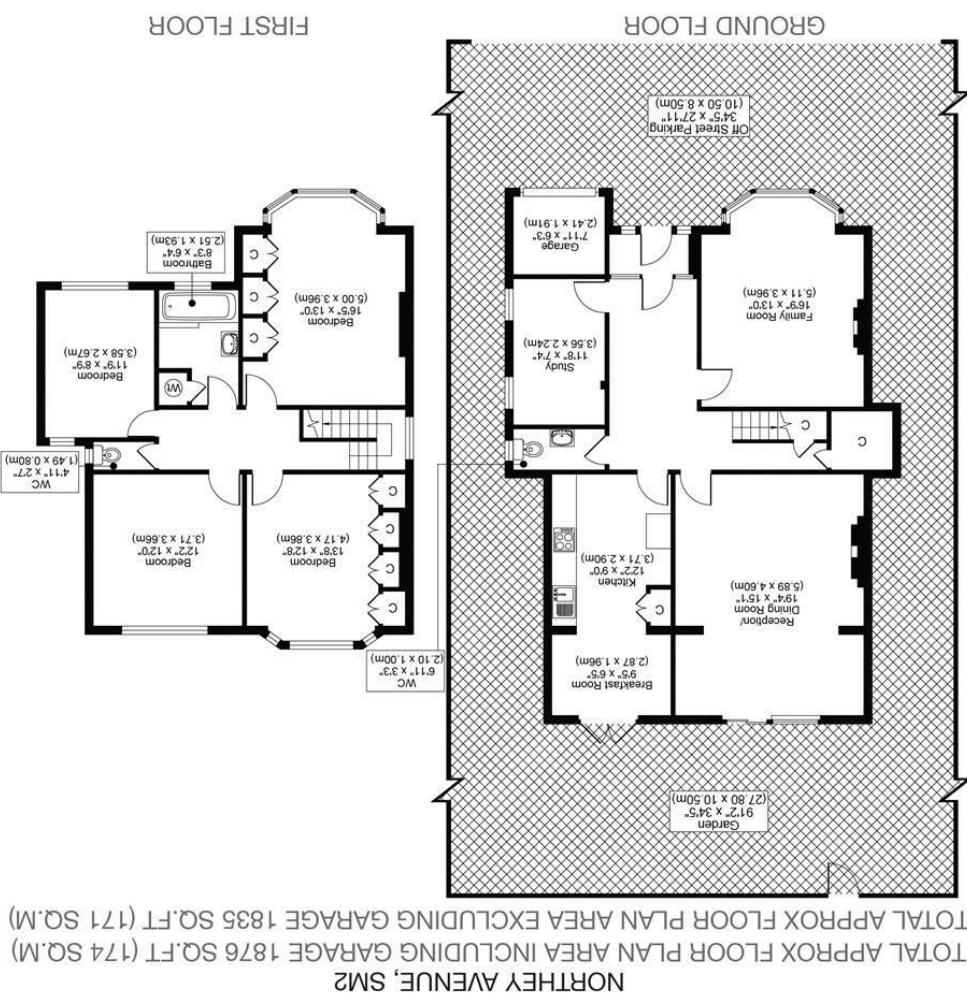 NORTHEY AVENUE, SM2
TOTAL APPROX FLOOR PLAN AREA INCLUDING GARAGE 1876 SQ.FT (174 SQ.M)
TOTAL APPROX FLOOR PLAN AREA EXCLUDING GARAGE 1835 SQ.FT (171 SQ.M)
Garden
91'2" x 34'5
(27.80 x 10.50m)
Breakfast Room
9'5" x 6'5
(2.87 x 1.96m)
Reception/
Dining Room
19'4" x 15'1
(5.89 x 4.60m)
Kitchen
12'2" x 9'0
(3.71 x 2.90m)
C
C
C
WC
6'11" x 3'3
(2.10 x 1.00m)
Study
11'8" x 7'4
(3.56 x 2.24m)
Family Room
16'9" x 13'0
(5.11 x 3.96m)
Garage
7'11" x 6'3
(2.41 x 1.91m)
Off Street Parking
34'5" x 27'11"
(10.50 x 8.50m)
GROUND FLOOR
Bedroom
13'8" x 12'8
(4.17 x 3.86m)
C
C
C
C
Bedroom
12'2" x 12'0
(3.71 x 3.66m)
WC
4'11" x 2'7"
(1.49 x 0.80m)
Wt
Bedroom
11'9" x 8'9"
(3.58 x 2.67m)
Bedroom
16'5" x 13'0
(5.00 x 3.96m)
C
C
C
Bathroom
8'3" x 6'4
(2.51 x 1.93m)
FIRST FLOOR